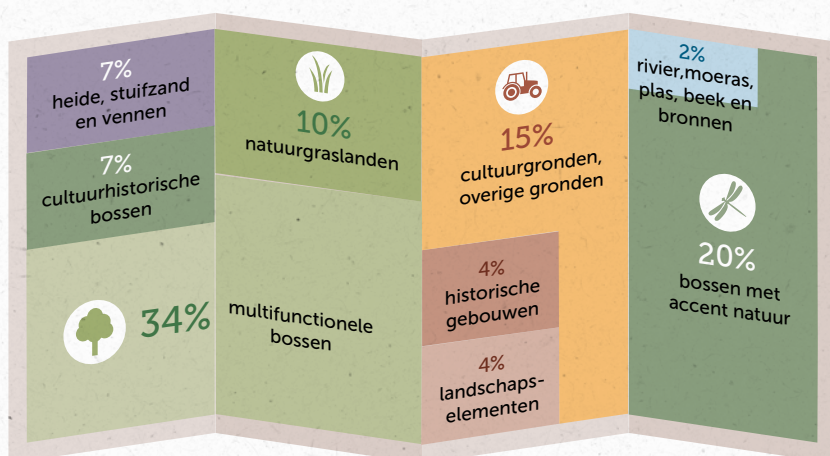 7%
heide, stuifzand
en vennen
7%
cultuurhistorische
bossen
34%
multifunctionele
bossen
10%
natuurgraslanden
15%
cultuurgronden,
overige gronden
4%
historische
gebouwen
4%
landschaps-
elementen
2%
rivier,moeras,
plas, beek en
bronnen
20%
bossen met
accent natuur